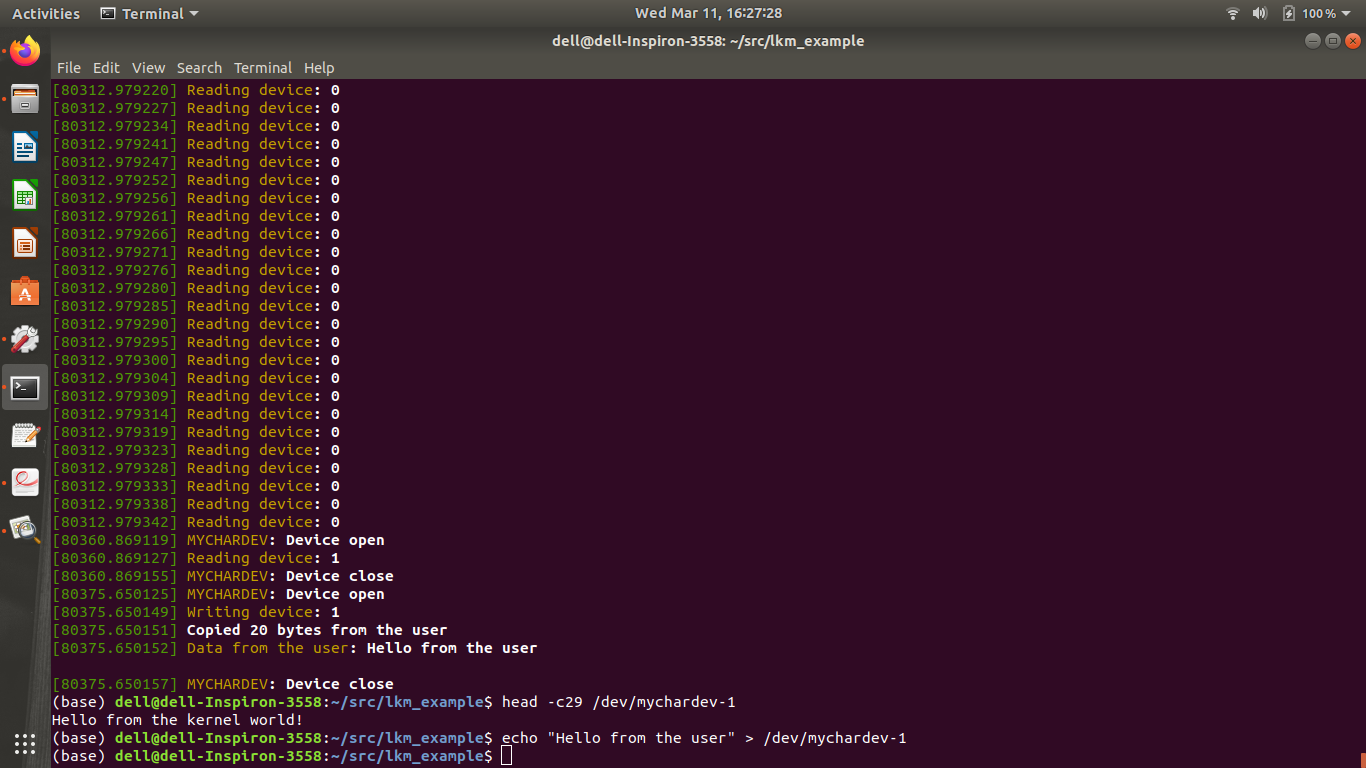 Activities Terminal Wed Mar 11, 16:27:28 100 %
dell@dell-Inspiron-3558: ~/src/lkm_example
File Edit View Search Terminal Help
[80312.979220] Reading device: 0
[80312.979227] Reading device: 0
[80312.979234] Reading device: 0
[80312.979241] Reading device: 0
[80312.979247] Reading device: 0
[80312.979252] Reading device: 0
[80312.979256] Reading device: 0
[80312.979261] Reading device: 0
[80312.979266] Reading device: 0
[80312.979271] Reading device: 0
[80312.979276] Reading device: 0
[80312.979280] Reading device: 0
[80312.979285] Reading device: 0
[80312.979290] Reading device: 0
[80312.979295] Reading device: 0
[80312.979300] Reading device: 0
[80312.979304] Reading device: 0
[80312.979309] Reading device: 0
[80312.979314] Reading device: 0
[80312.979319] Reading device: 0
[80312.979323] Reading device: 0
[80312.979328] Reading device: 0
[80312.979333] Reading device: 0
[80312.979338] Reading device: 0
[80312.979342] Reading device: 0
[80360.869119] MYCHARDEV: Device open
[80360.869127] Reading device: 1
[80360.869155] MYCHARDEV: Device close
[80375.650125] MYCHARDEV: Device open
[80375.650149] Writing device: 1
[80375.650151] Copied 20 bytes from the user
[80375.650152] Data from the user: Hello from the user
[80375.650157] MYCHARDEV: Device close
(base) dell@dell-Inspiron-3558:~/src/lkm_example$ head -c29 /dev/mychardev-1
Hello from the kernel world!
(base) dell@dell-Inspiron-3558:~/src/lkm_example$ echo "Hello from the user" > /dev/mychardev-1
(base) dell@dell-Inspiron-3558:~/src/lkm_example$